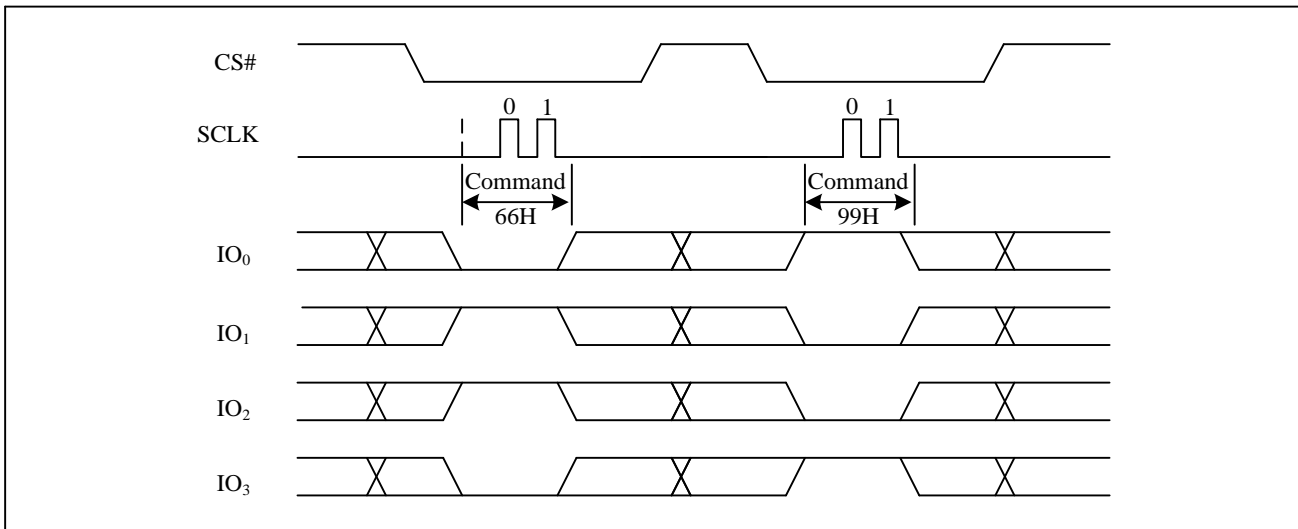 CS#
0 1 0 1
SCLK
Command Command
66H 99H
IO₀
IO₁
IO₂
IO₃